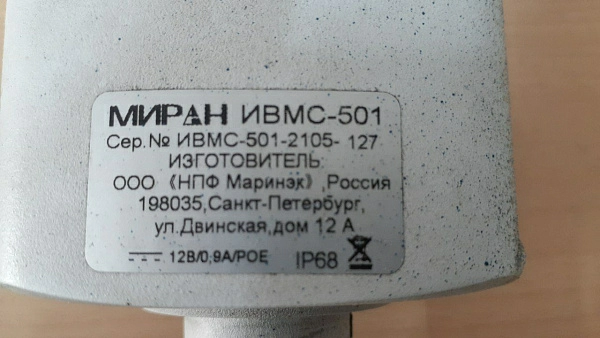 МИРАН ИВМС-501
Сер.№ ИВМС-501-2105- 127
ИЗГОТОВИТЕЛЬ:
ООО «НПФ Маринэк» ,Россия
198035,Санкт-Петербург,
ул.Двинская,дом 12 А
12В/0,9А/POE IP68